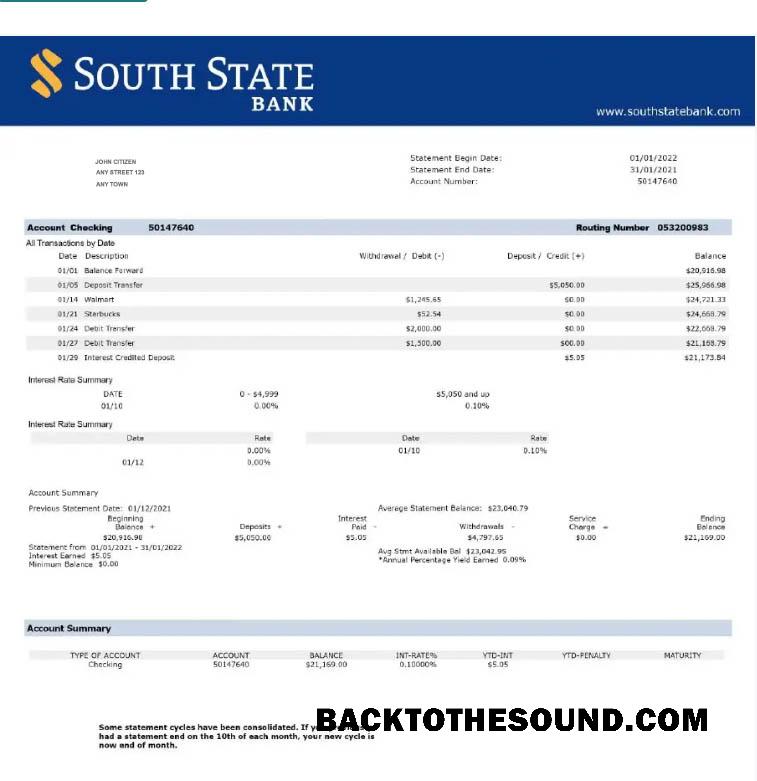 SOUTH STATE
BANK
www.southstatebank.com
JOHN CITIZEN
ANY STREET 123
ANY TOWN
Statement Begin Date: 01/01/2022
Statement End Date: 31/01/2021
Account Number: 50147640
Account Checking 50147640 Routing Number 053200983
All Transactions by Date
Date Description Withdrawal / Debit (-) Deposit / Credit (+) Balance
01/01 Balance Forward $20,916.98
01/05 Deposit Transfer $5,050.00 $25,966.98
01/14 Walmart $1,245.65 $0.00 $24,721.33
01/21 Starbucks $52.54 $0.00 $24,668.79
01/24 Debit Transfer $2,000.00 $0.00 $22,668.79
01/27 Debit Transfer $1,500.00 $00.00 $21,168.79
01/29 Interest Credited Deposit $5.05 $21,173.84
Interest Rate Summary
DATE 0 - $4,999 $5,050 and up
01/10 0.00% 0.10%
Interest Rate Summary
Date Rate Date Rate
0.00% 01/10 0.10%
01/12 0.00%
Account Summary
Previous Statement Date: 01/12/2021 Average Statement Balance: $23,040.79
Beginning Interest Service Ending
Balance + Deposits + Paid - Withdrawals - Charge = Balance
$20,916.98 $5,050.00 $5.05 $4,797.65 $0.00 $21,169.00
Statement from 01/01/2021 - 31/01/2022
Interest Earned $5.05 Avg Stmt Available Bal $23,042.95
Minimum Balance $0.00 *Annual Percentage Yield Earned 0.09%
Account Summary
TYPE OF ACCOUNT ACCOUNT BALANCE INT-RATE% YTD-INT YTD-PENALTY MATURITY
Checking 50147640 $21,169.00 0.10000% $5.05
BACKTOTHESOUND.COM
Some statement cycles have been consolidated. If
had a statement end on the 10th of each month, your new cycle is
now end of month.